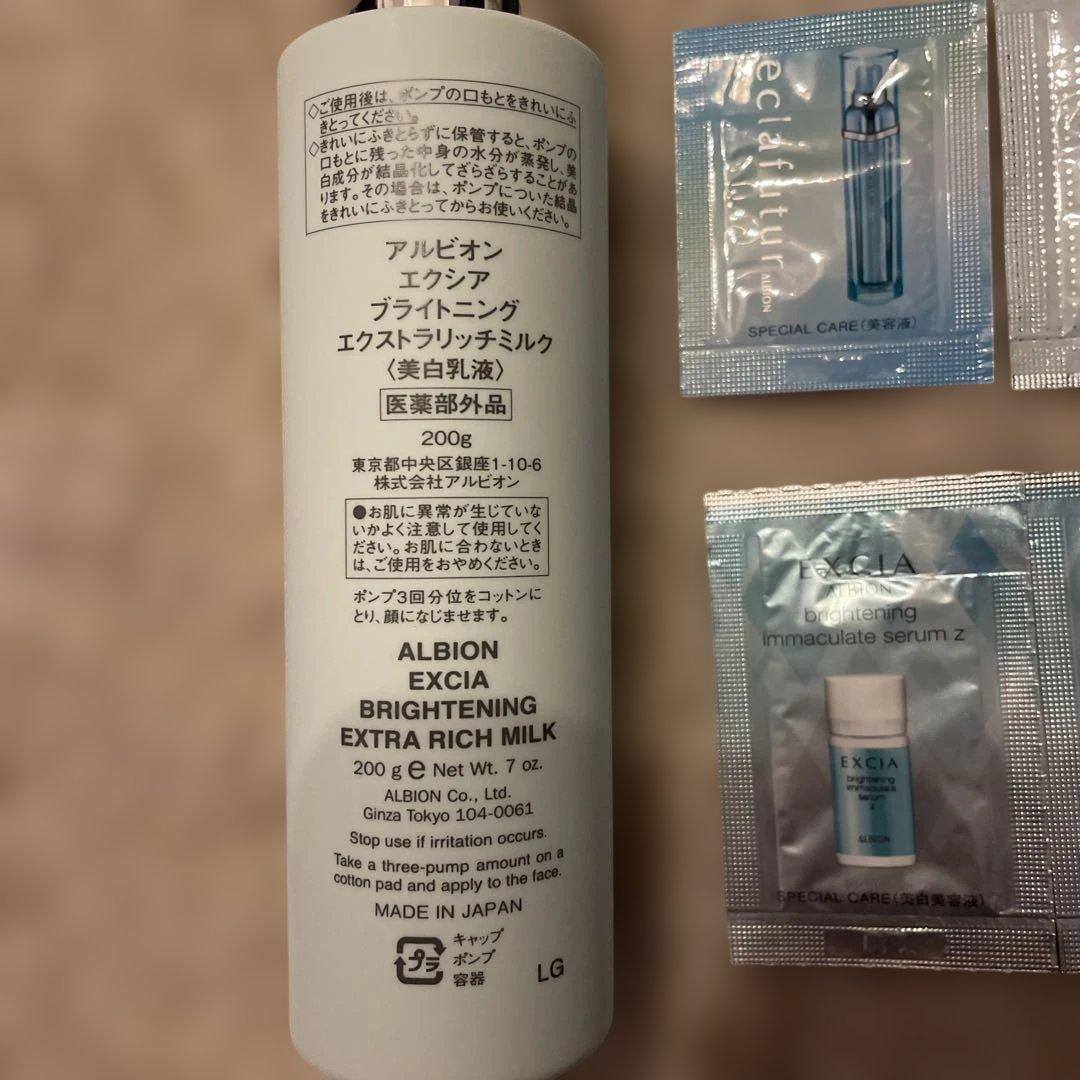 ◇ご使用後は、ポンプの口もとをきれいにふ
きとってください。
◇きれいにふきとらずに保管すると、ポンプの
口もとに残った中身の水分が蒸発し、美
白成分が結晶化してざらざらすることがあ
ります。その場合は、ポンプについた結晶
をきれいにふきとってからお使いください。
アルビオン
エクシア
ブライトニング
エクストラリッチミルク
〈美白乳液〉
医薬部外品
200g
東京都中央区銀座1-10-6
株式会社アルビオン
●お肌に異常が生じていな
いかよく注意して使用してく
ださい。お肌に合わないとき
は、ご使用をおやめください。
ポンプ3回分位をコットンに
とり、顔になじませます。
ALBION
EXCIA
BRIGHTENING
EXTRA RICH MILK
200 g e Net Wt. 7 oz.
ALBION Co., Ltd.
Ginza Tokyo 104-0061
Stop use if irritation occurs.
Take a three-pump amount on a
cotton pad and apply to the face.
MADE IN JAPAN
プラ
キャップ
ポンプ
容器
LG
eclafutur
ALBION
SPECIAL CARE(美容液)
EXCIA
ALBION
brightening
immaculate serum z
EXCIA
brightening
immaculate
serum
z
ALBION
SPECIAL CARE(美白美容液)